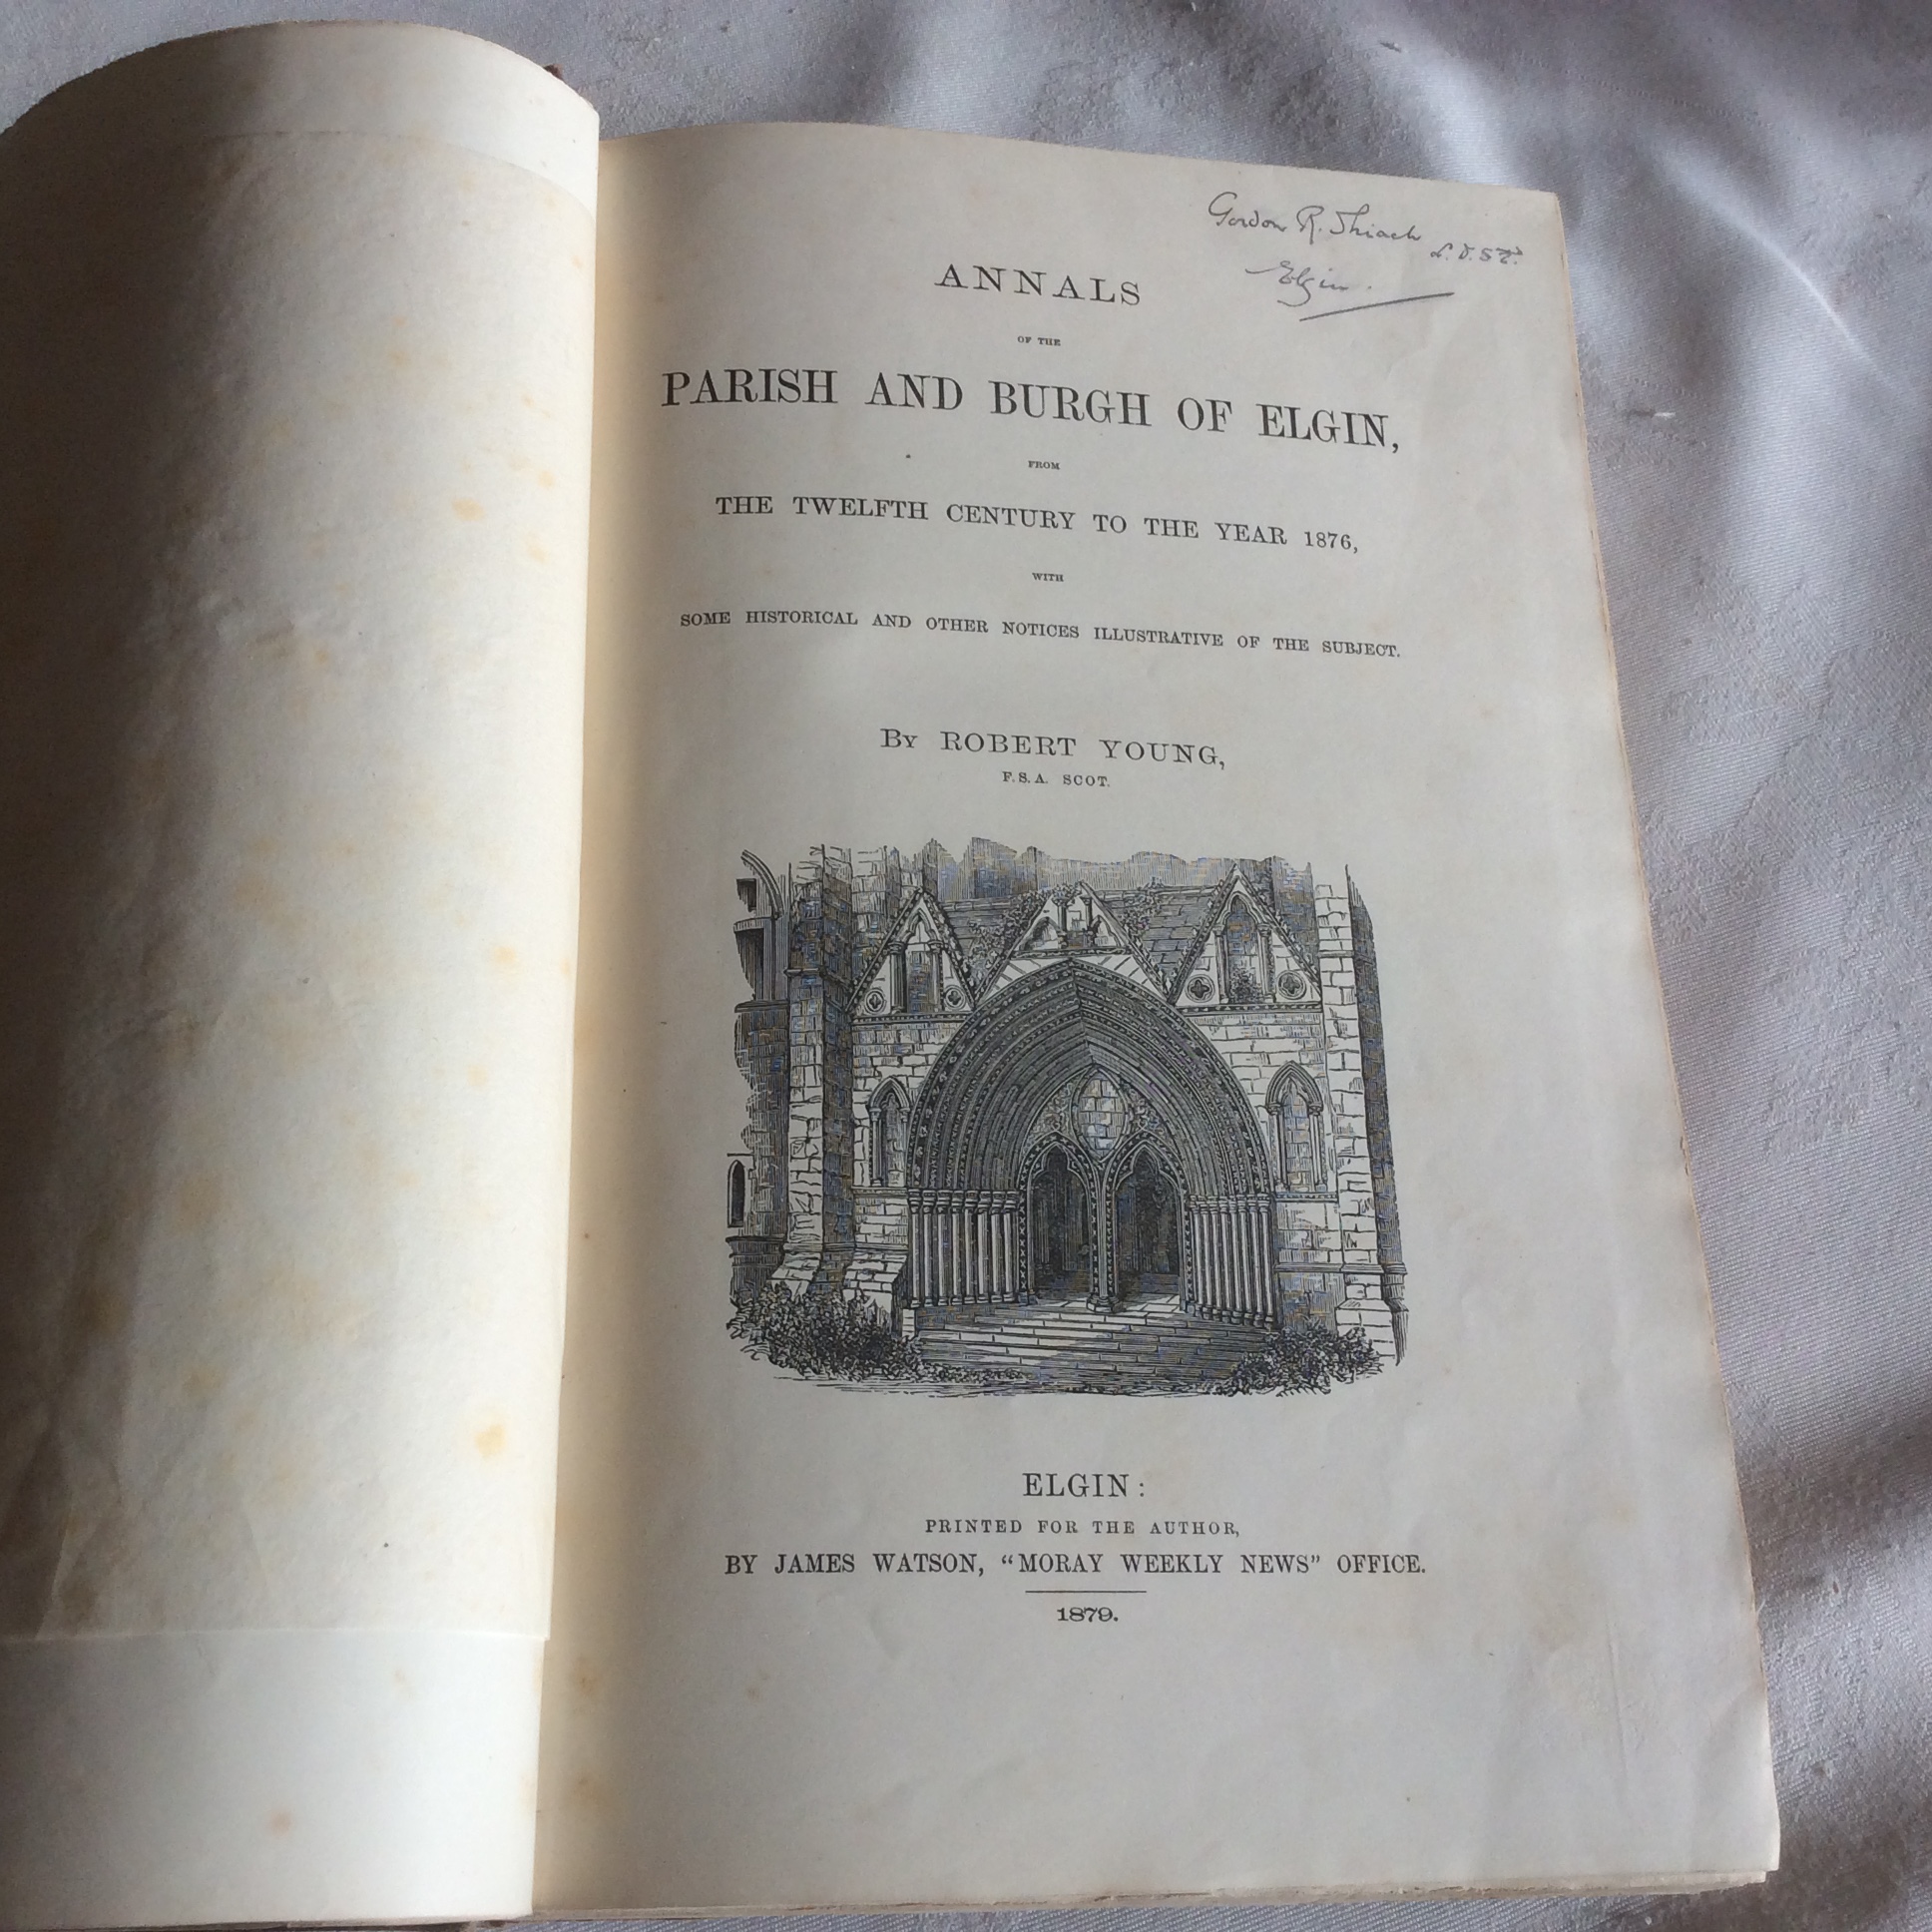 Gordon R. Shiach L.D.S.
Elgin.
ANNALS
OF THE
PARISH AND BURGH OF ELGIN,
FROM
THE TWELFTH CENTURY TO THE YEAR 1876,
WITH
SOME HISTORICAL AND OTHER NOTICES ILLUSTRATIVE OF THE SUBJECT.
By ROBERT YOUNG,
F.S.A. SCOT.
ELGIN:
PRINTED FOR THE AUTHOR,
BY JAMES WATSON, "MORAY WEEKLY NEWS" OFFICE.
1879.